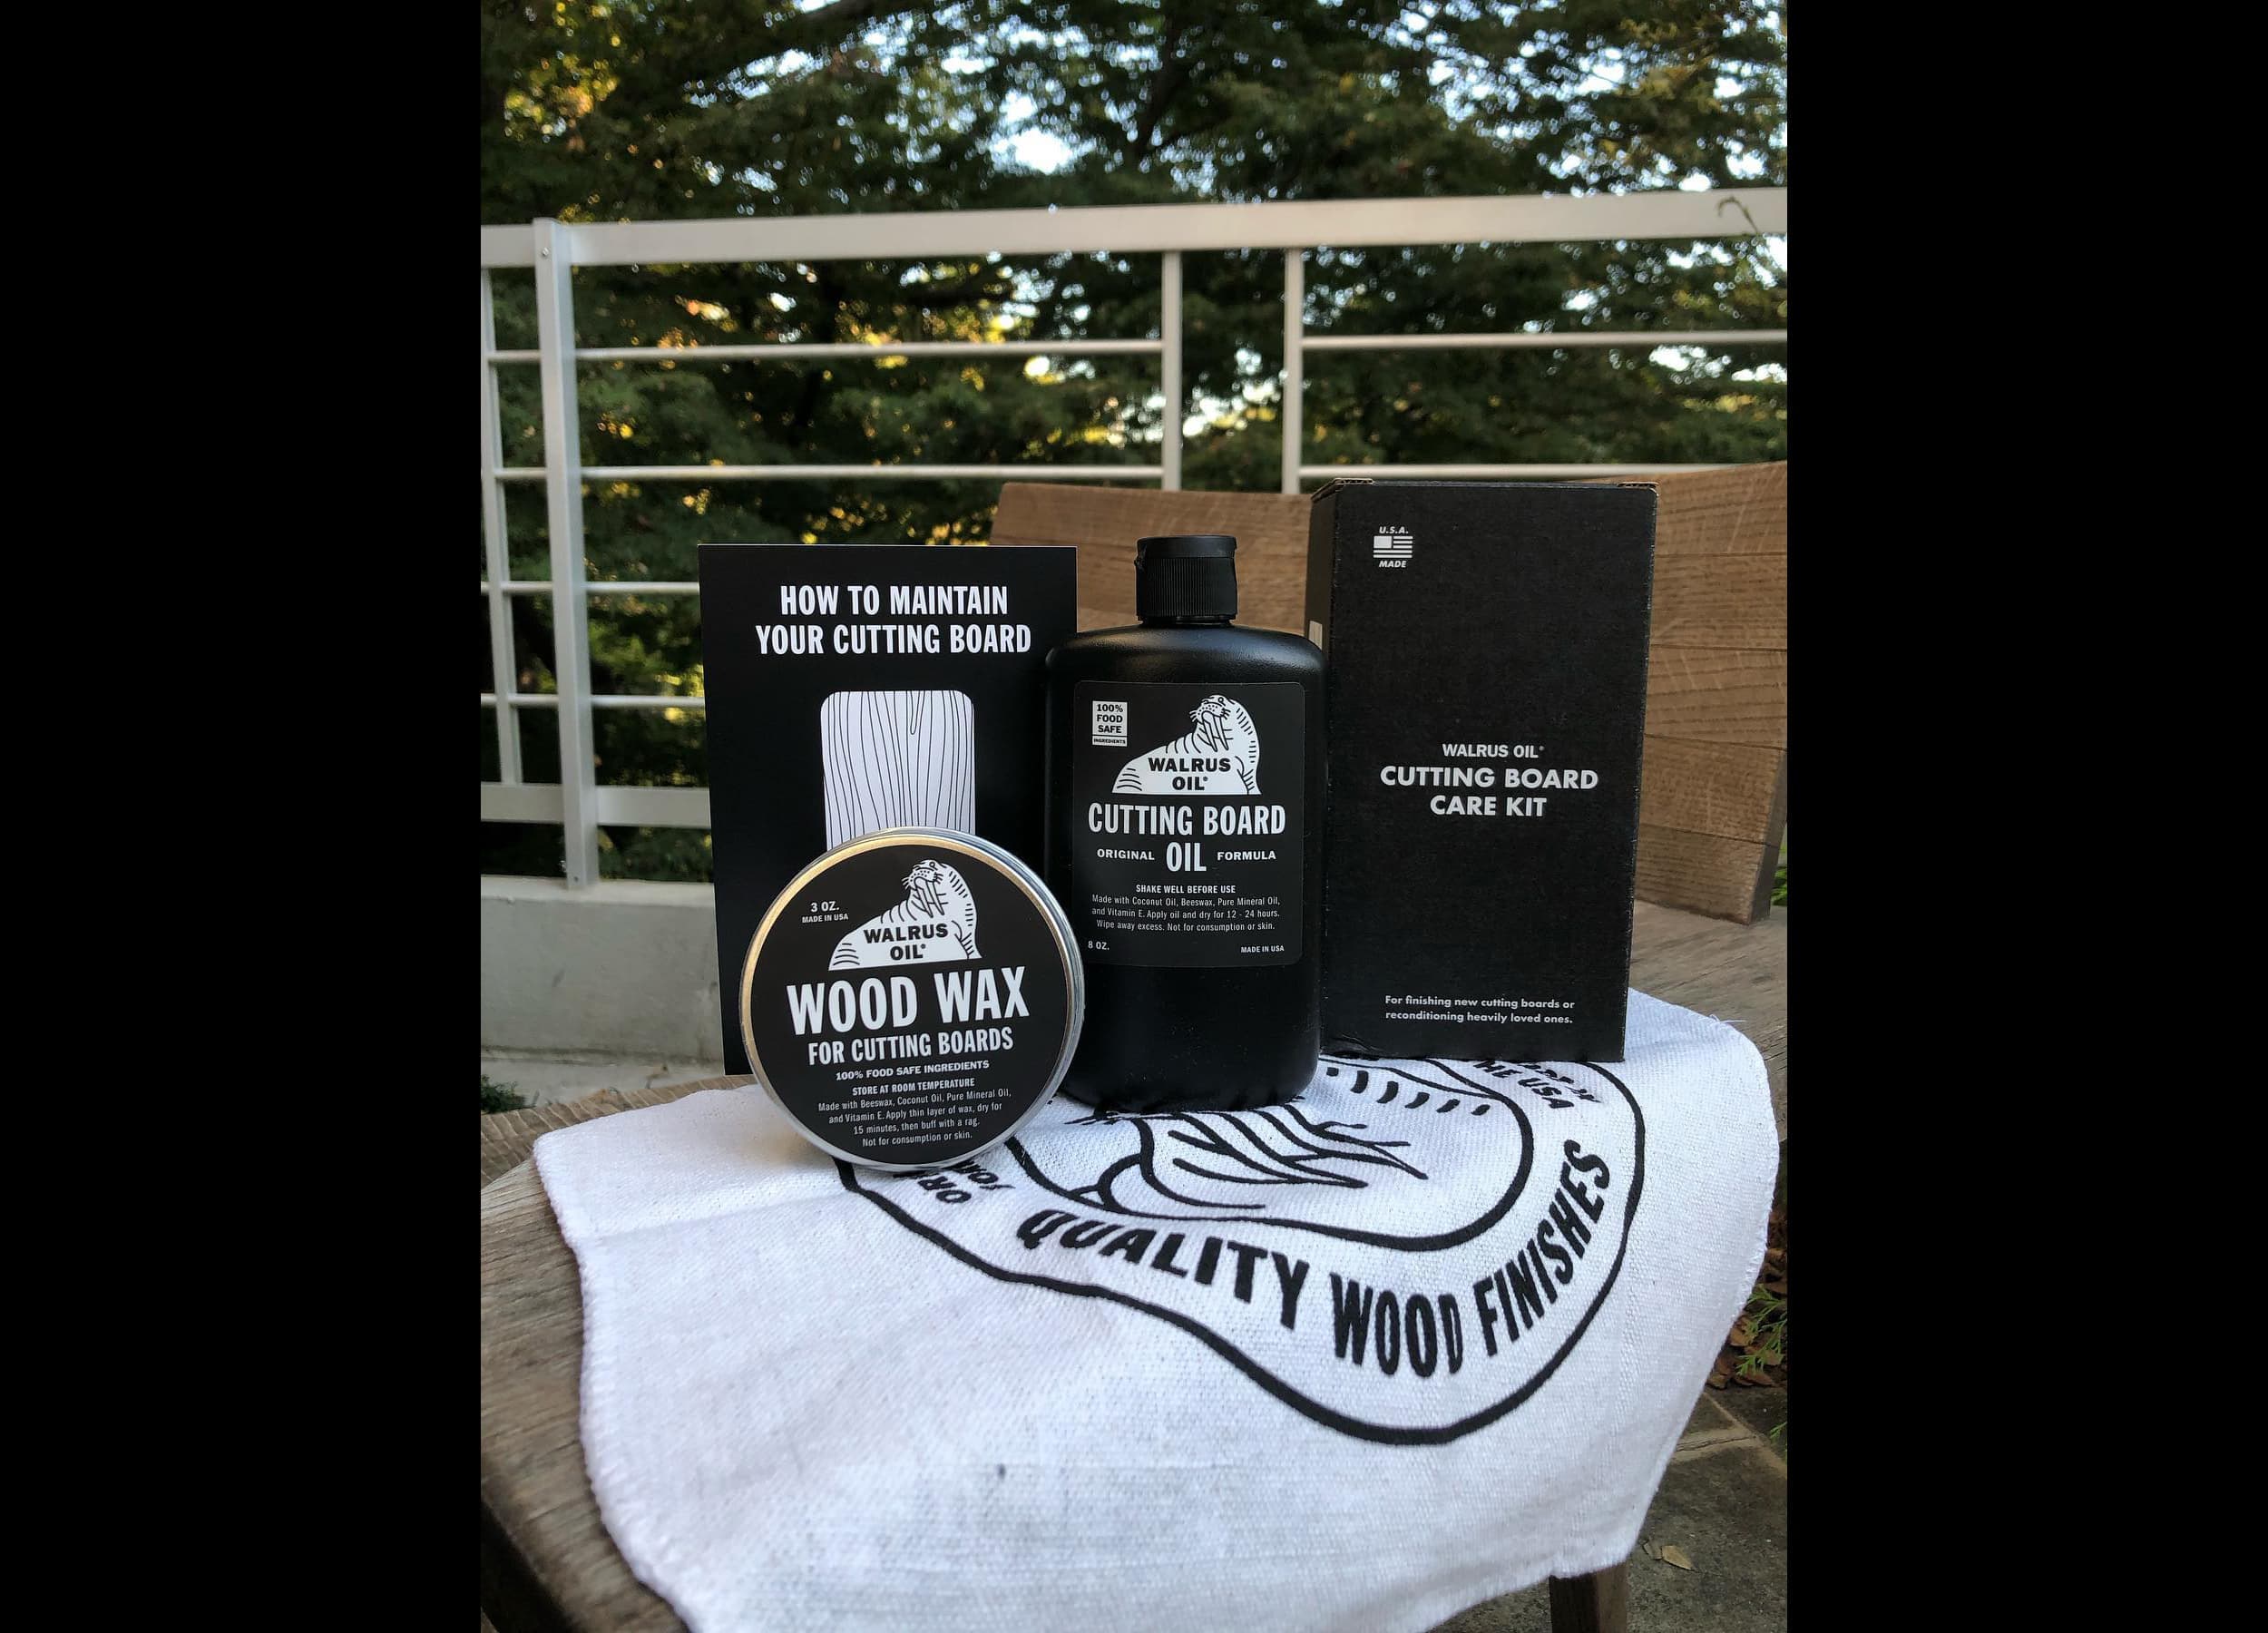 HOW TO MAINTAIN
YOUR CUTTING BOARD
3 OZ.
MADE IN USA
WALRUS
OIL®
WOOD WAX
FOR CUTTING BOARDS
100% FOOD SAFE INGREDIENTS
STORE AT ROOM TEMPERATURE
Made with Beeswax, Coconut Oil, Pure Mineral Oil,
and Vitamin E. Apply thin layer of wax, dry for
15 minutes, then buff with a rag.
Not for consumption or skin.
100%
FOOD
SAFE
INGREDIENTS
WALRUS
OIL®
CUTTING BOARD
ORIGINAL OIL FORMULA
SHAKE WELL BEFORE USE
Made with Coconut Oil, Beeswax, Pure Mineral Oil,
and Vitamin E. Apply oil and dry for 12 - 24 hours.
Wipe away excess. Not for consumption or skin.
8 OZ.
MADE IN USA
U.S.A.
MADE
WALRUS OIL®
CUTTING BOARD
CARE KIT
For finishing new cutting boards or
reconditioning heavily loved ones.
THE USA
QUALITY WOOD FINISHES